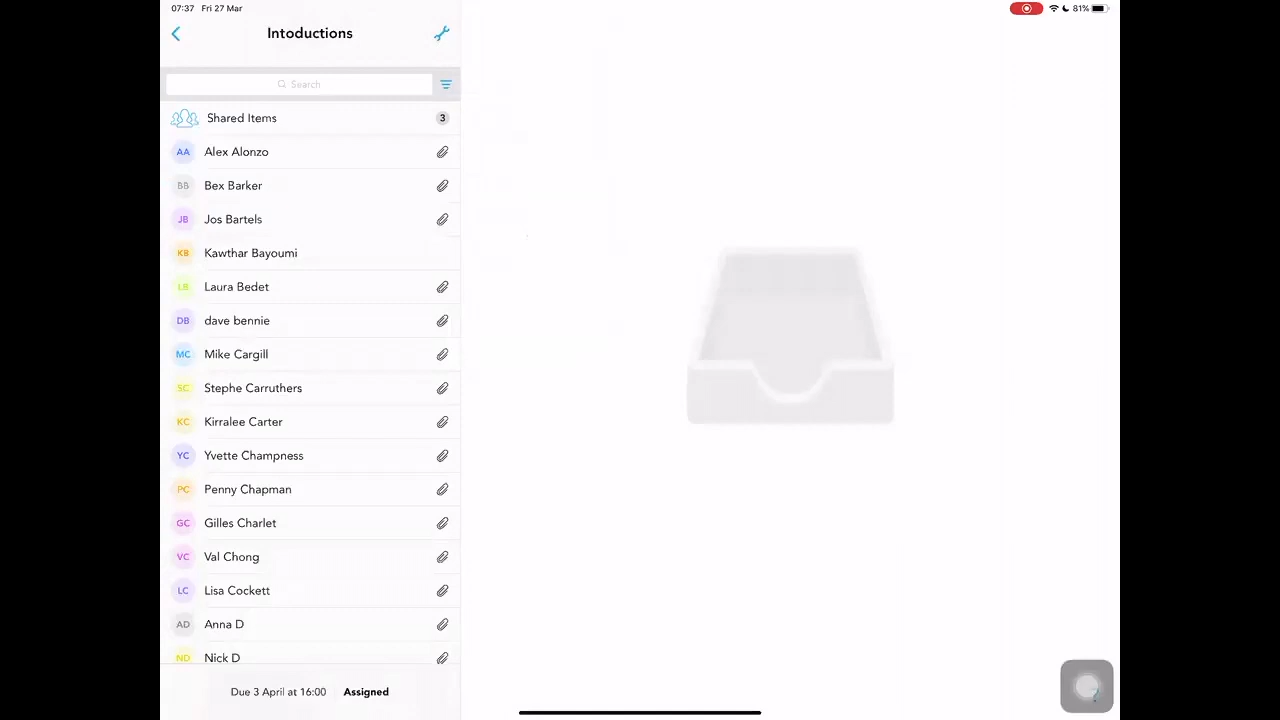 07:37 Fri 27 Mar
81%
Intoductions
Search
Shared Items 3
AA Alex Alonzo
BB Bex Barker
JB Jos Bartels
KB Kawthar Bayoumi
LB Laura Bedet
DB dave bennie
MC Mike Cargill
SC Stephe Carruthers
KC Kirralee Carter
YC Yvette Champness
PC Penny Chapman
GC Gilles Charlet
VC Val Chong
LC Lisa Cockett
AD Anna D
ND Nick D
Due 3 April at 16:00 Assigned
?